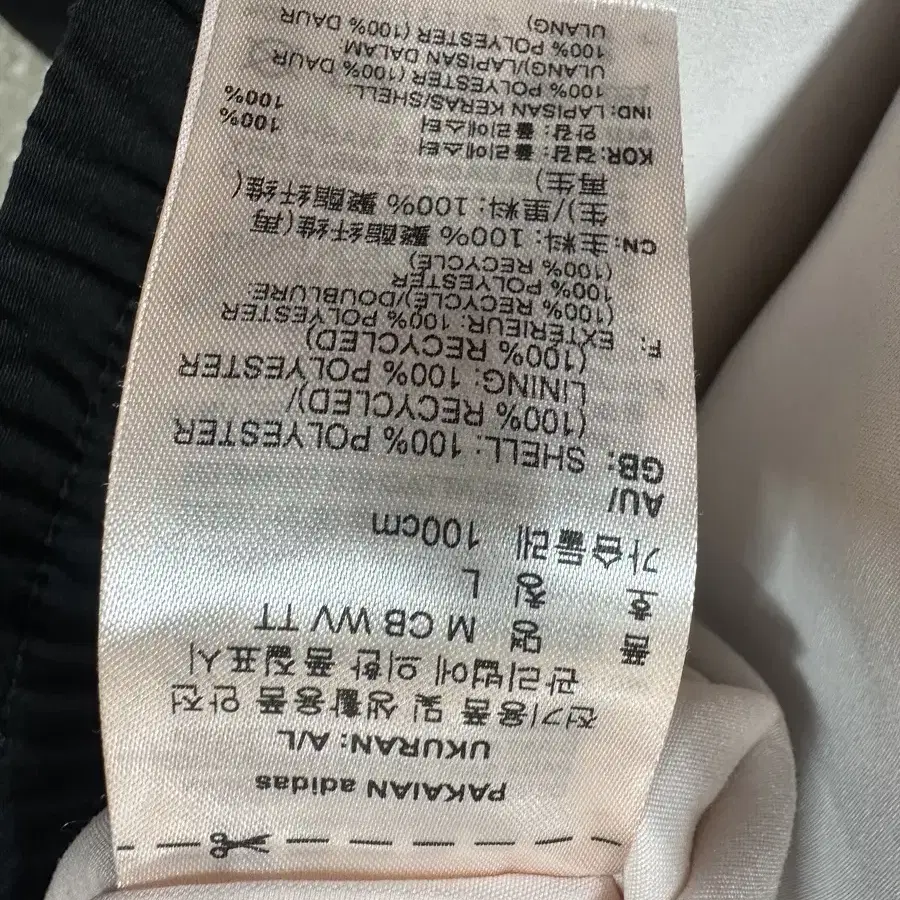 PAKAIAN adidas
UKURAN: A/L
전기용품 및 생활용품 안전
관리법에 의한 품질표시
품 명 M CB WV TT
호 칭 L
가슴둘레 100cm
AU/
GB: SHELL: 100% POLYESTER
(100% RECYCLED)/
LINING: 100% POLYESTER
(100% RECYCLED)
F: EXTERIEUR: 100% POLYESTER
(100% RECYCLE)/DOUBLURE:
100% POLYESTER
(100% RECYCLE)
CN: 主料: 100% 聚酯纤维(再
生)/里料: 100% 聚酯纤维(
再生)
KOR: 겉감: 폴리에스터 100%
안감: 폴리에스터 100%
IND: LAPISAN KERAS/SHELL:
100% POLYESTER (100% DAUR
ULANG)/LAPISAN DALAM
100% POLYESTER (100% DAUR
ULANG)